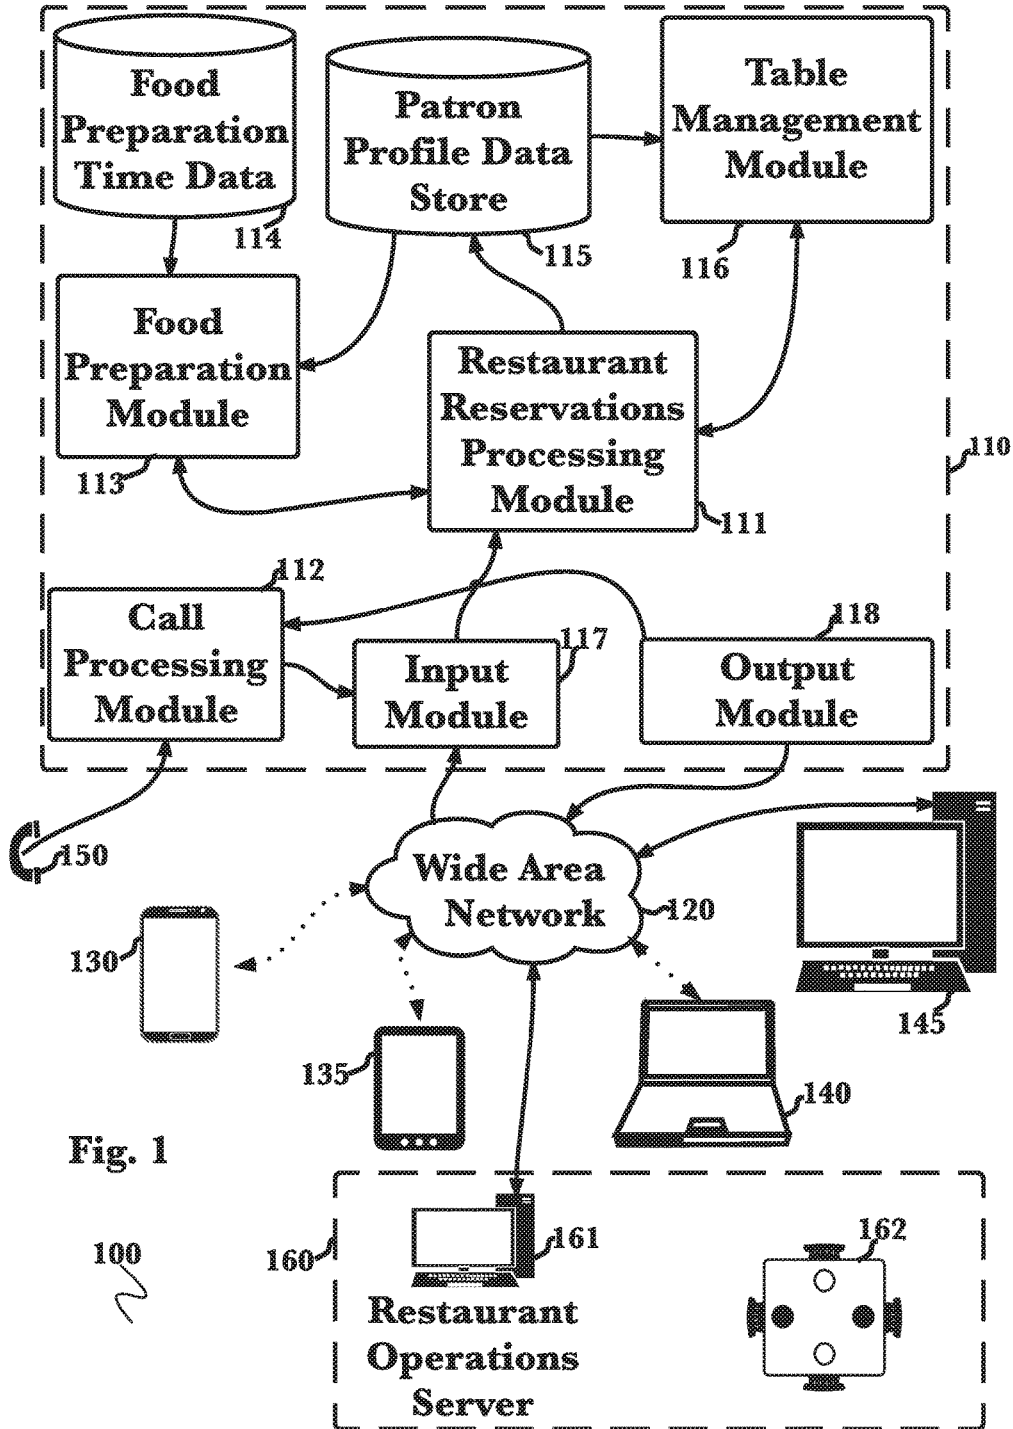 Food
Preparation
Time Data
114
Patron
Profile Data
Store
115
Table
Management
Module
116
Food
Preparation
Module
113
Restaurant
Reservations
Processing
Module
111
110
112
Call
Processing
Module
117
Input
Module
118
Output
Module
150
Wide Area
Network
120
130
145
135
140
Fig. 1
100
160
161
162
Restaurant
Operations
Server